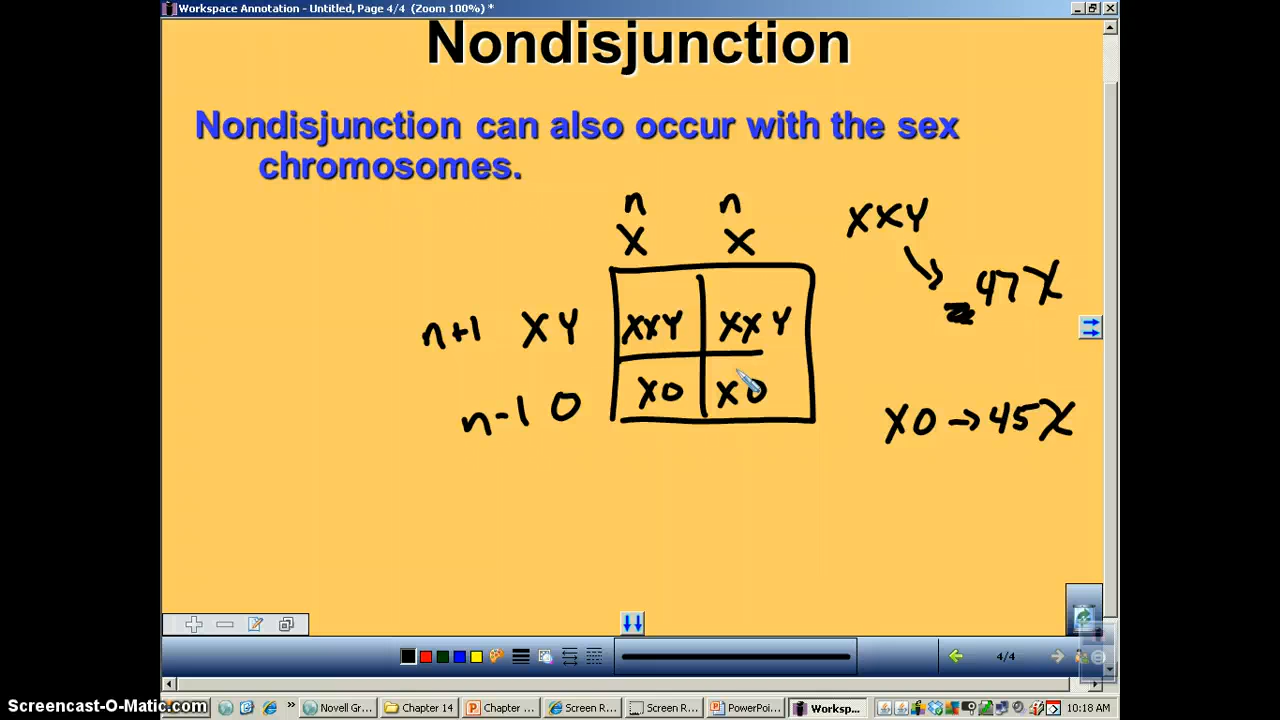 Workspace Annotation - Untitled, Page 4/4 (Zoom 100%) *
Nondisjunction
Nondisjunction can also occur with the sex
chromosomes.
n n
X X
XXY
47X
n+1 XY XXY XXY
n-1 O XO XO
XO → 45X
4/4
Screencast-O-Matic.com
Novell Gr...
Chapter 14
Chapter ...
Screen R...
Screen R...
PowerPoi...
Worksp...
10:18 AM